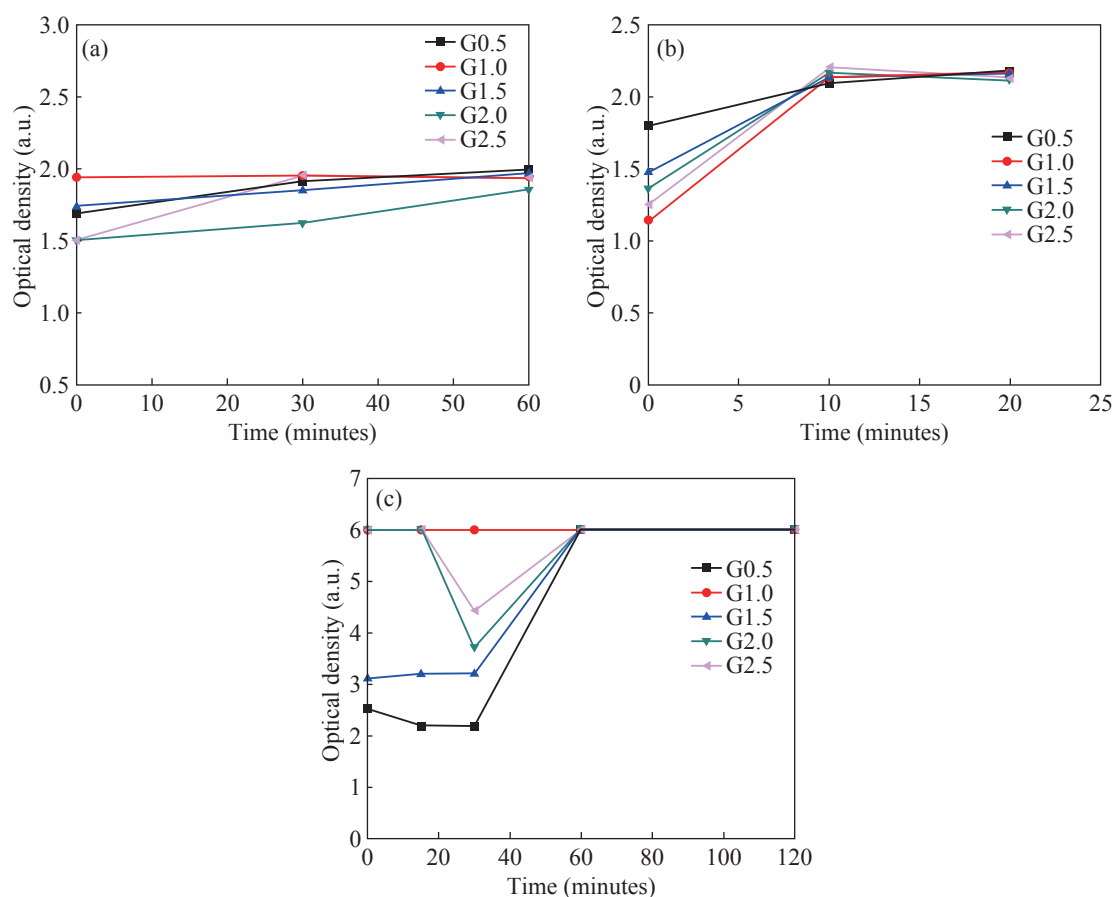 (a)
3.0
2.5
2.0
1.5
1.0
0.5
Optical density (a.u.)
0 10 20 30 40 50 60
Time (minutes)
G0.5
G1.0
G1.5
G2.0
G2.5
(b)
2.5
2.0
1.5
1.0
0.5
0
Optical density (a.u.)
0 5 10 15 20 25
Time (minutes)
G0.5
G1.0
G1.5
G2.0
G2.5
(c)
7
6
5
4
3
2
1
0
Optical density (a.u.)
0 20 40 60 80 100 120
Time (minutes)
G0.5
G1.0
G1.5
G2.0
G2.5